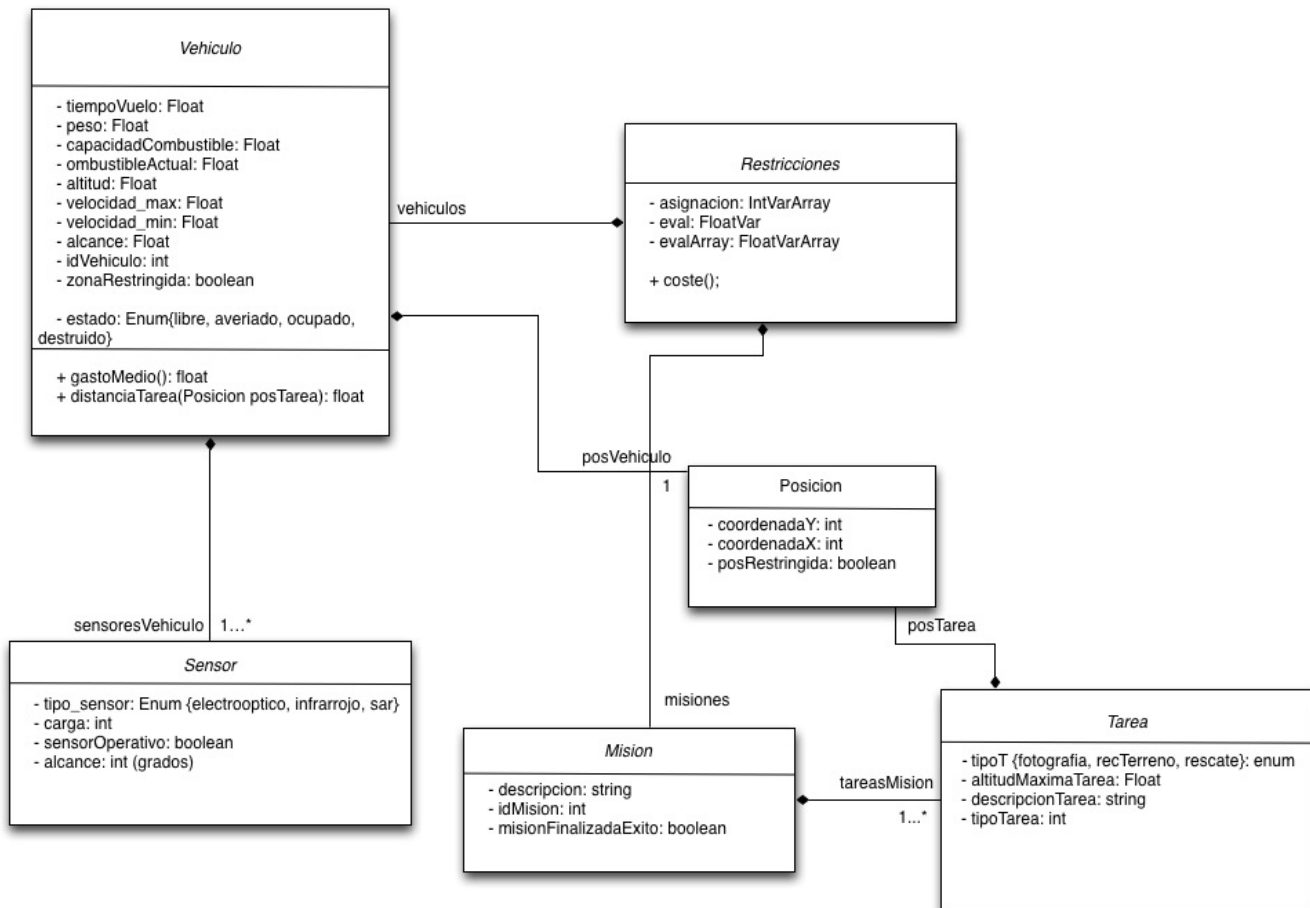 Vehiculo
- tiempoVuelo: Float
- peso: Float
- capacidadCombustible: Float
- ombustibleActual: Float
- altitud: Float
- velocidad_max: Float
- velocidad_min: Float
- alcance: Float
- idVehiculo: int
- zonaRestringida: boolean
- estado: Enum{libre, averiado, ocupado,
destruido}
+ gastoMedio(): float
+ distanciaTarea(Posicion posTarea): float
vehiculos
Restricciones
- asignacion: IntVarArray
- eval: FloatVar
- evalArray: FloatVarArray
+ coste();
posVehiculo
1
Posicion
- coordenadaY: int
- coordenadaX: int
- posRestringida: boolean
posTarea
sensoresVehiculo
1...*
Sensor
- tipo_sensor: Enum {electrooptico, infrarrojo, sar}
- carga: int
- sensorOperativo: boolean
- alcance: int (grados)
misiones
Mision
- descripcion: string
- idMision: int
- misionFinalizadaExito: boolean
tareasMision
1...*
Tarea
- tipoT {fotografia, recTerreno, rescate}: enum
- altitudMaximaTarea: Float
- descripcionTarea: string
- tipoTarea: int